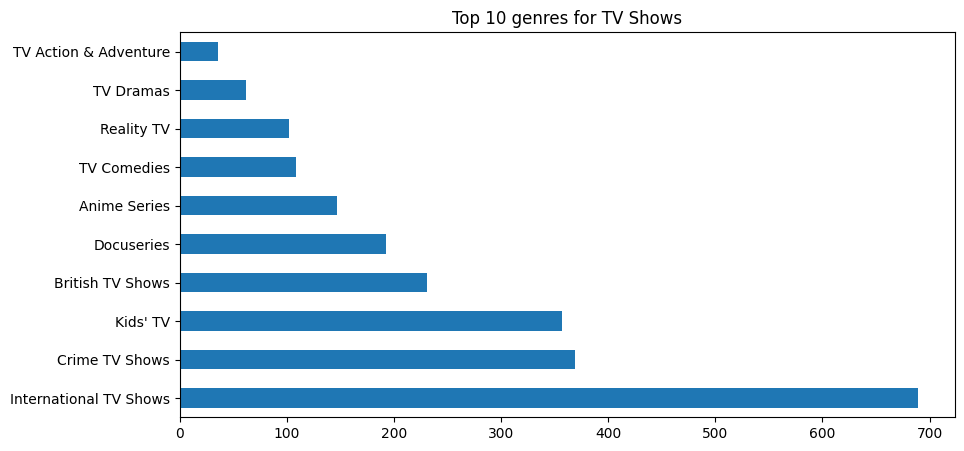 Top 10 genres for TV Shows
TV Action & Adventure
TV Dramas
Reality TV
TV Comedies
Anime Series
Docuseries
British TV Shows
Kids' TV
Crime TV Shows
International TV Shows
0 100 200 300 400 500 600 700